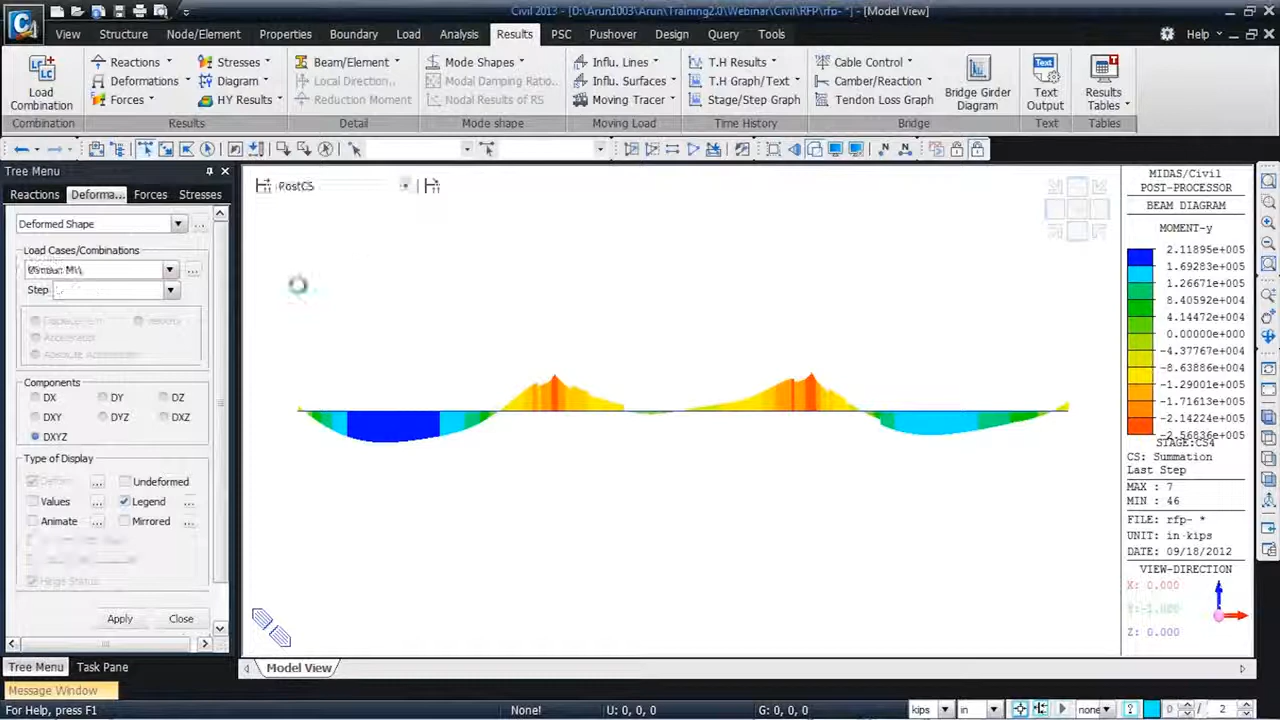 Civil 2013 - [D:\Arun1003\Arun\Training2.0\Webinar\Civil\RFP\rfp- *] - [Model View]
View Structure Node/Element Properties Boundary Load Analysis Results PSC Pushover Design Query Tools Help
Reactions Stresses Beam/Element Mode Shapes Influ. Lines T.H Results Cable Control
Deformations Diagram Local Direction.. Modal Damping Ratio.. Influ. Surfaces T.H Graph/Text Camber/Reaction
Forces HY Results Reduction Moment Nodal Results of RS Moving Tracer Stage/Step Graph Tendon Loss Graph
Load Combination
Bridge Girder Diagram
Text Output
Results Tables
Combination Results Detail Mode shape Moving Load Time History Bridge Text Tables
Tree Menu
Reactions Deforma... Forces Stresses
Deformed Shape
Load Cases/Combinations
Step
Components
DX DY DZ
DXY DYZ DXZ
DXYZ
Type of Display
Undeformed
Values Legend
Animate Mirrored
Hinge Status
Apply Close
Tree Menu Task Pane
Message Window
For Help, press F1
PostCS
Model View
MIDAS/Civil
POST-PROCESSOR
BEAM DIAGRAM
MOMENT-y
2.11895e+005
1.69283e+005
1.26671e+005
8.40592e+004
4.14472e+004
0.00000e+000
-4.37767e+004
-8.63886e+004
-1.29001e+005
-1.71613e+005
-2.14224e+005
-2.56836e+005
STAGE:CS4
CS: Summation
Last Step
MAX : 7
MIN : 46
FILE: rfp- *
UNIT: in·kips
DATE: 09/18/2012
VIEW-DIRECTION
X: 0.000
Y:-1.000
Z: 0.000
None! U: 0, 0, 0 G: 0, 0, 0 kips in none 0 / 2